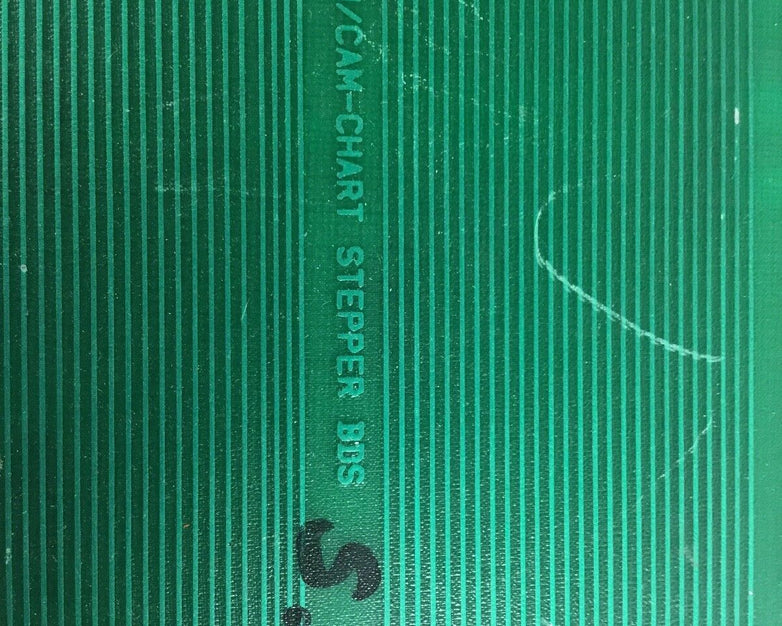 /CAM-CHART STEPPER BDS
S.